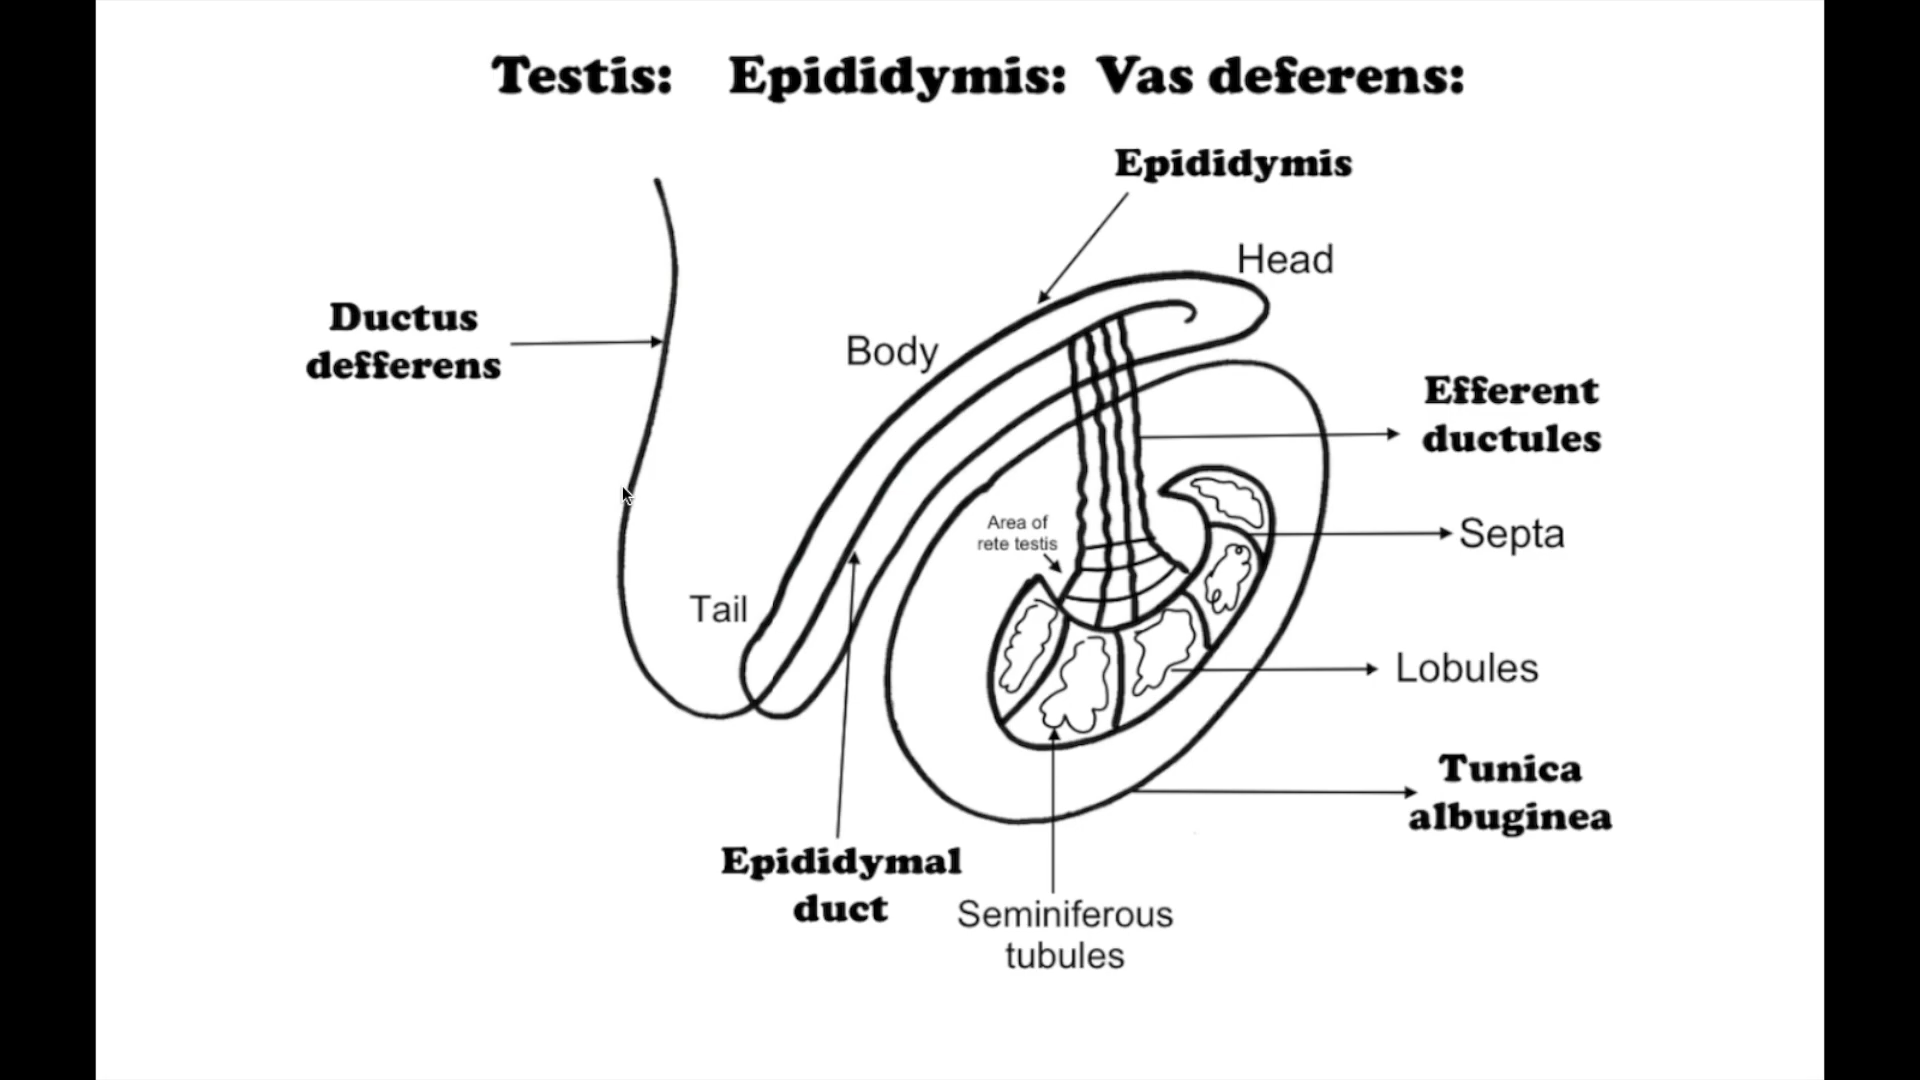 Testis: Epididymis: Vas deferens:
Epididymis
Head
Ductus
defferens
Body
Efferent
ductules
Area of
rete testis
Septa
Tail
Lobules
Tunica
albuginea
Epididymal
duct
Seminiferous
tubules